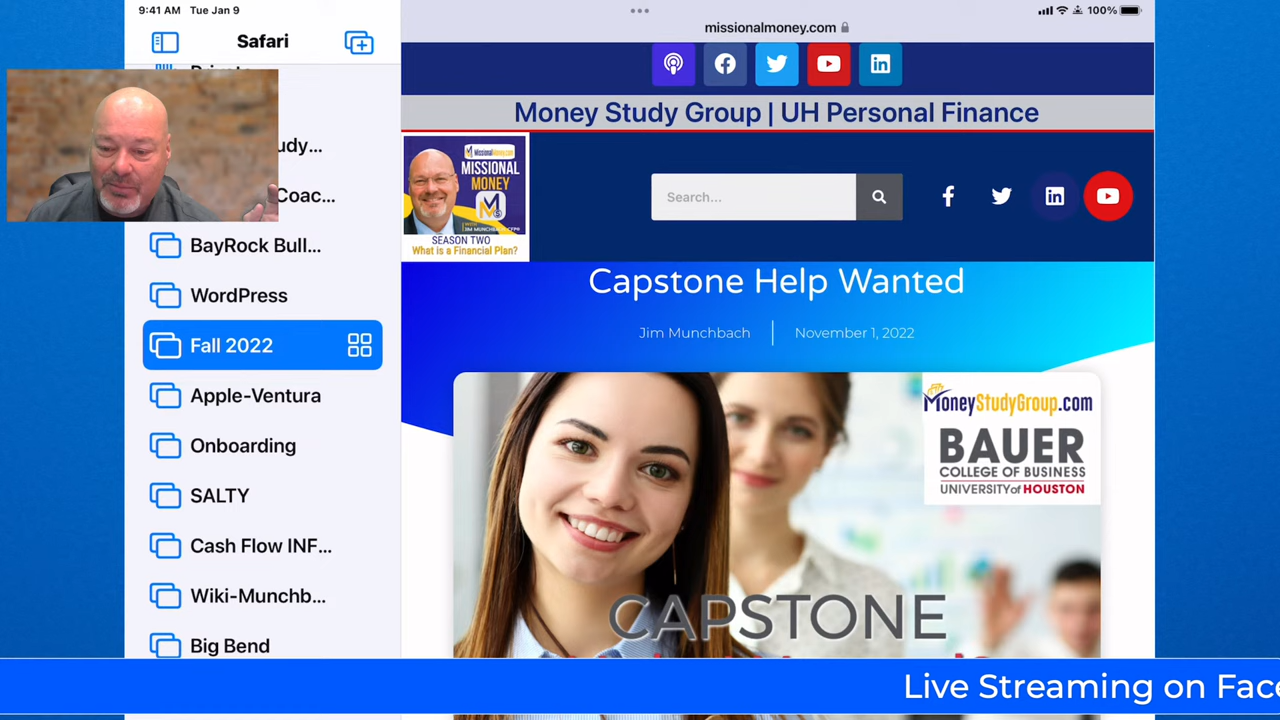 9:41 AM Tue Jan 9
100%
Safari
missionalmoney.com
udy...
Coac...
BayRock Bull...
WordPress
Fall 2022
Apple-Ventura
Onboarding
SALTY
Cash Flow INF...
Wiki-Munchb...
Big Bend
Money Study Group | UH Personal Finance
MissionalMoney.com
MISSIONAL
MONEY
SEASON TWO
What is a Financial Plan?
Search...
Capstone Help Wanted
Jim Munchbach
November 1, 2022
MoneyStudyGroup.com
BAUER
COLLEGE OF BUSINESS
UNIVERSITY of HOUSTON
CAPSTONE
Live Streaming on Face